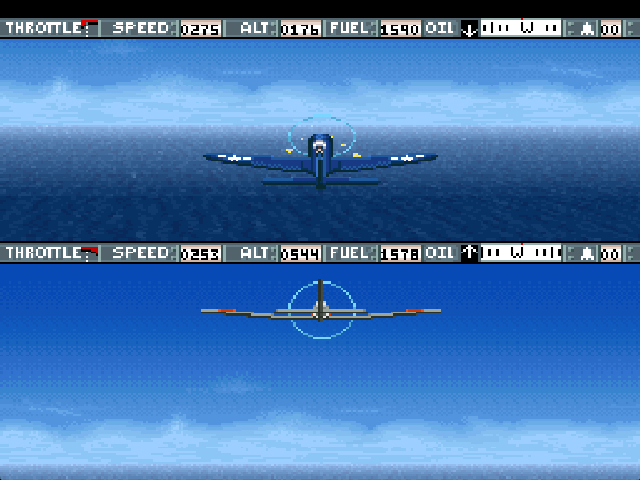 THROTTLE SPEED 0275 ALT 0176 FUEL 1590 OIL W 00
THROTTLE SPEED 0253 ALT 0544 FUEL 1578 OIL W 00